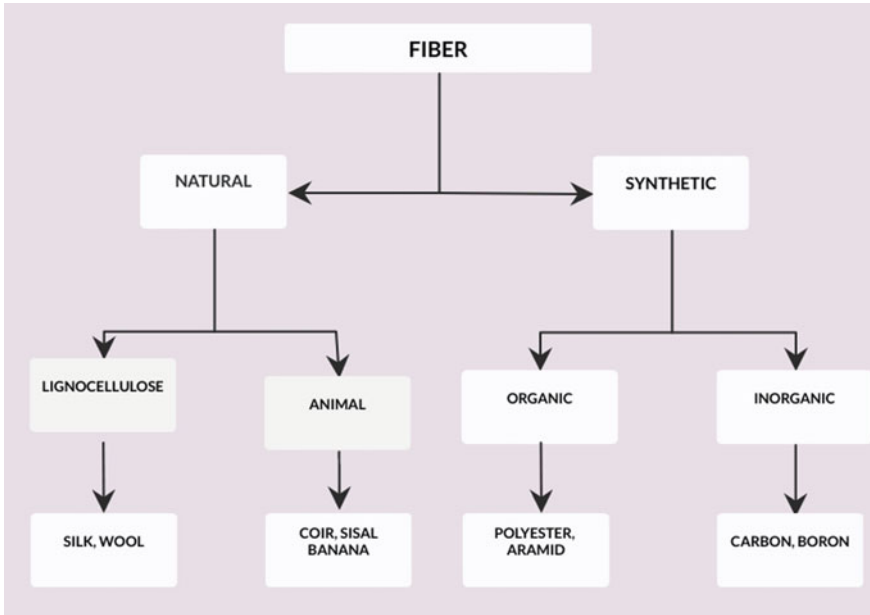 FIBER
NATURAL
SYNTHETIC
LIGNOCELLULOSE
ANIMAL
ORGANIC
INORGANIC
SILK, WOOL
COIR, SISAL
BANANA
POLYESTER,
ARAMID
CARBON, BORON